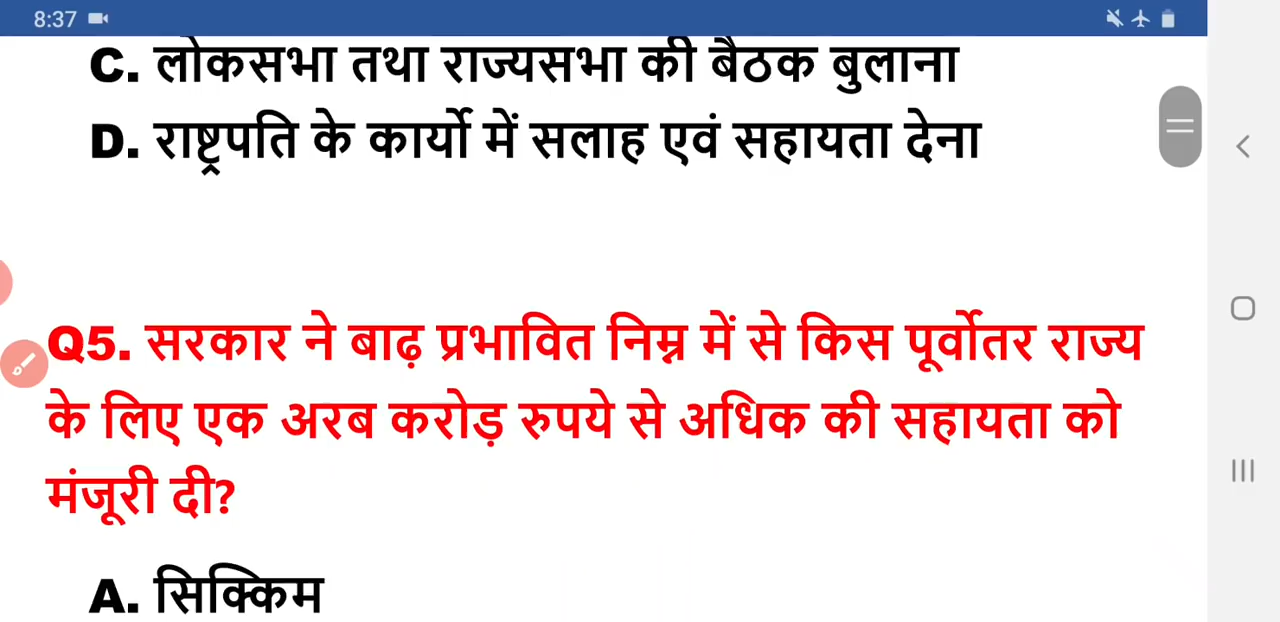 8:37
C. लोकसभा तथा राज्यसभा की बैठक बुलाना
D. राष्ट्रपति के कार्यो में सलाह एवं सहायता देना
Q5. सरकार ने बाढ़ प्रभावित निम्न में से किस पूर्वोतर राज्य
के लिए एक अरब करोड़ रुपये से अधिक की सहायता को
मंजूरी दी?
A. सिक्किम